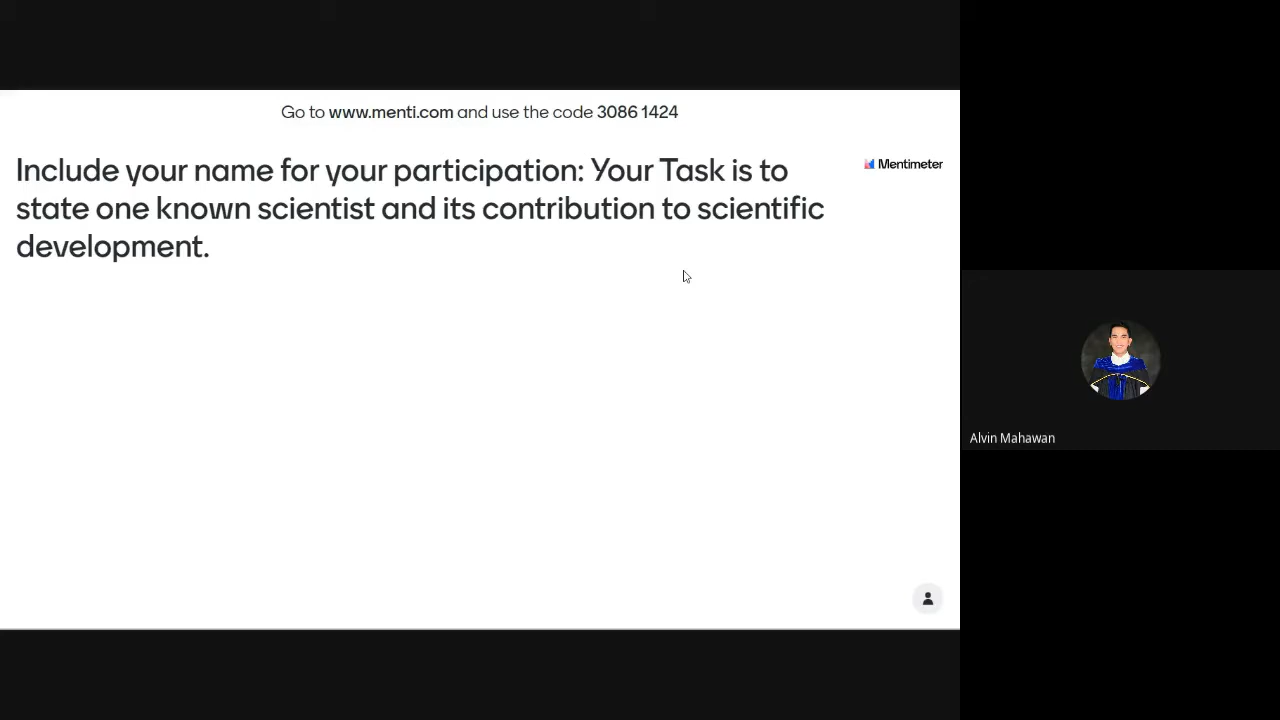 Go to www.menti.com and use the code 3086 1424
Include your name for your participation: Your Task is to
state one known scientist and its contribution to scientific
development.
Mentimeter
Alvin Mahawan